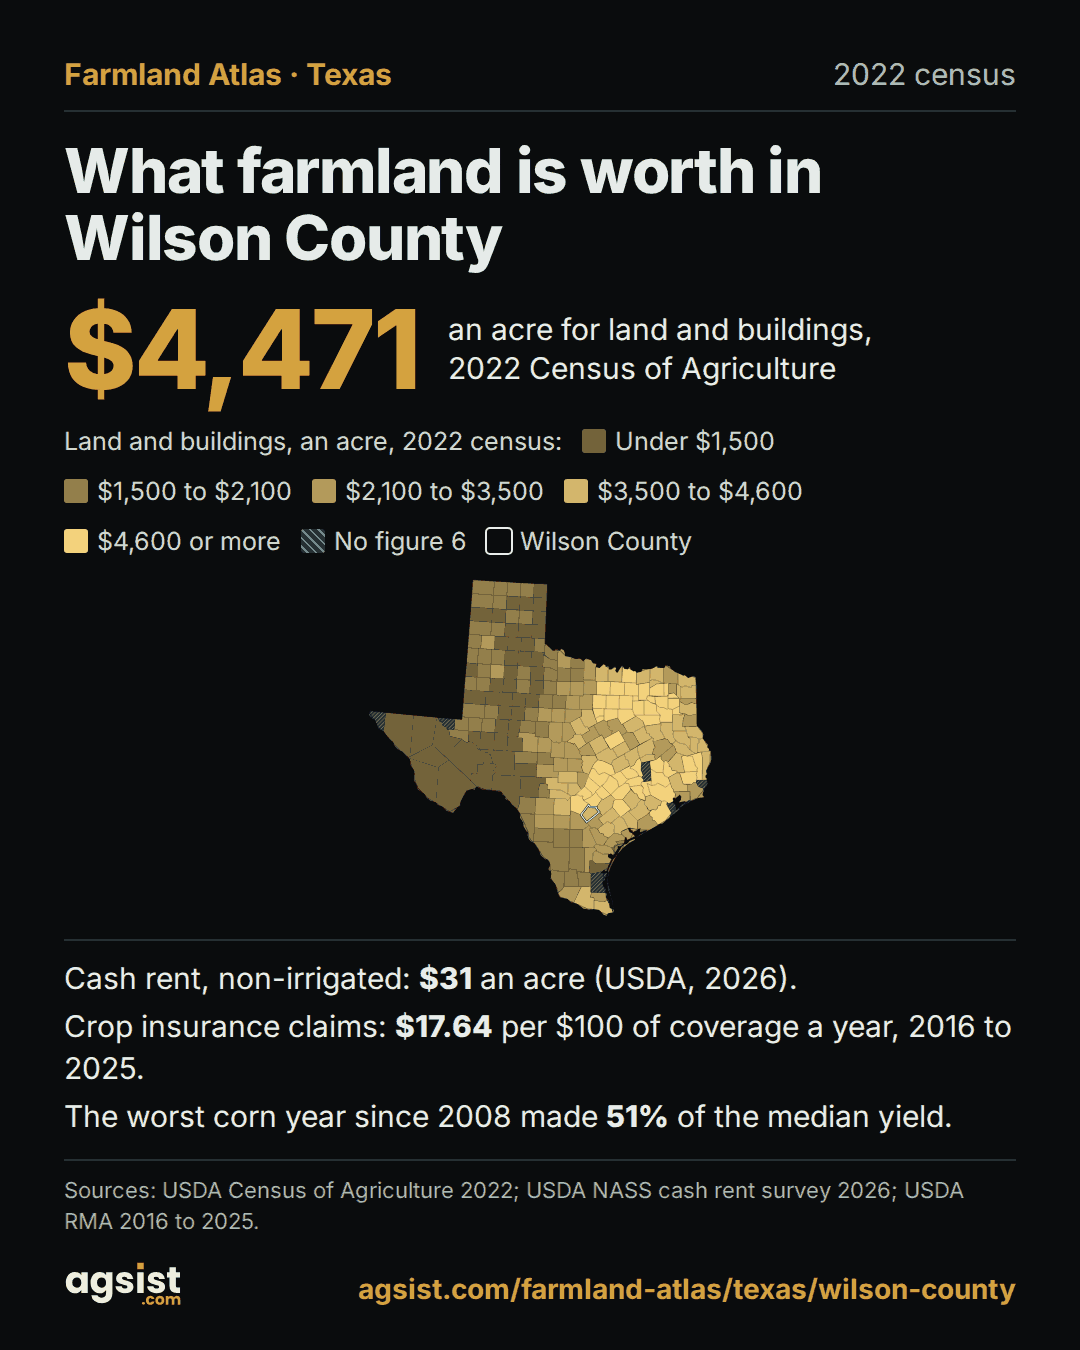 Farmland Atlas · Texas
2022 census
What farmland is worth in
Wilson County
$4,471
an acre for land and buildings,
2022 Census of Agriculture
Land and buildings, an acre, 2022 census: Under $1,500
$1,500 to $2,100 $2,100 to $3,500 $3,500 to $4,600
$4,600 or more No figure 6 Wilson County
Cash rent, non-irrigated: $31 an acre (USDA, 2026).
Crop insurance claims: $17.64 per $100 of coverage a year, 2016 to
2025.
The worst corn year since 2008 made 51% of the median yield.
Sources: USDA Census of Agriculture 2022; USDA NASS cash rent survey 2026; USDA
RMA 2016 to 2025.
agsist
.com
agsist.com/farmland-atlas/texas/wilson-county